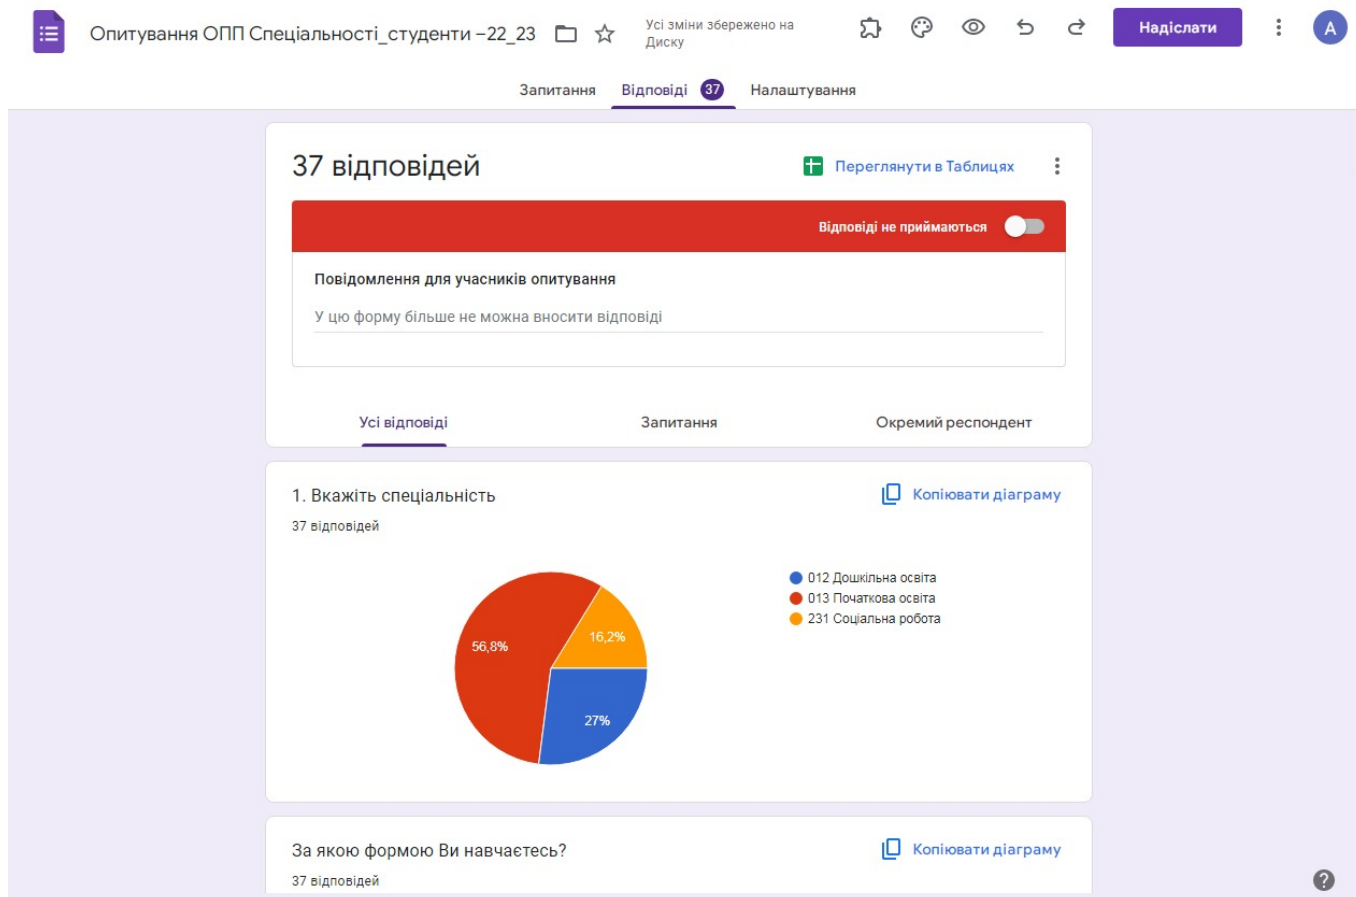 Опитування ОПП Спеціальності_студенти –22_23
Усі зміни збережено на
Диску
Надіслати
А
Запитання Відповіді 37 Налаштування
37 відповідей
Переглянути в Таблицях
Відповіді не приймаються
Повідомлення для учасників опитування
У цю форму більше не можна вносити відповіді
Усі відповіді Запитання Окремий респондент
1. Вкажіть спеціальність
Копіювати діаграму
37 відповідей
012 Дошкільна освіта
013 Початкова освіта
231 Соціальна робота
56,8%
16,2%
27%
За якою формою Ви навчаєтесь?
Копіювати діаграму
37 відповідей